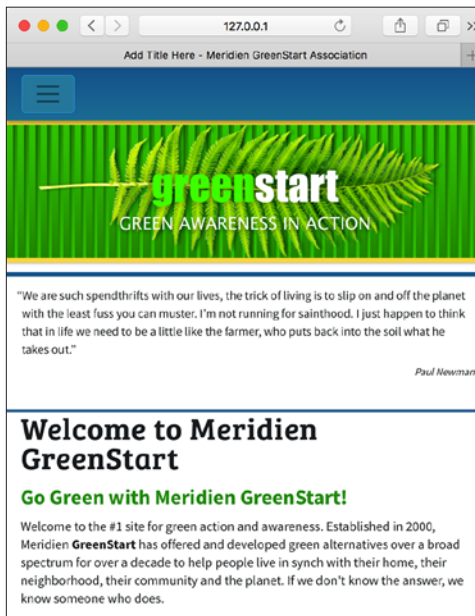 127.0.0.1
Add Title Here - Meridien GreenStart Association
greenstart
GREEN AWARENESS IN ACTION
“We are such spendthrifts with our lives, the trick of living is to slip on and off the planet
with the least fuss you can muster. I’m not running for sainthood. I just happen to think
that in life we need to be a little like the farmer, who puts back into the soil what he
takes out.”
Paul Newman
Welcome to Meridien
GreenStart
Go Green with Meridien GreenStart!
Welcome to the #1 site for green action and awareness. Established in 2000,
Meridien GreenStart has offered and developed green alternatives over a broad
spectrum for over a decade to help people live in synch with their home, their
neighborhood, their community and the planet. If we don’t know the answer, we
know someone who does.